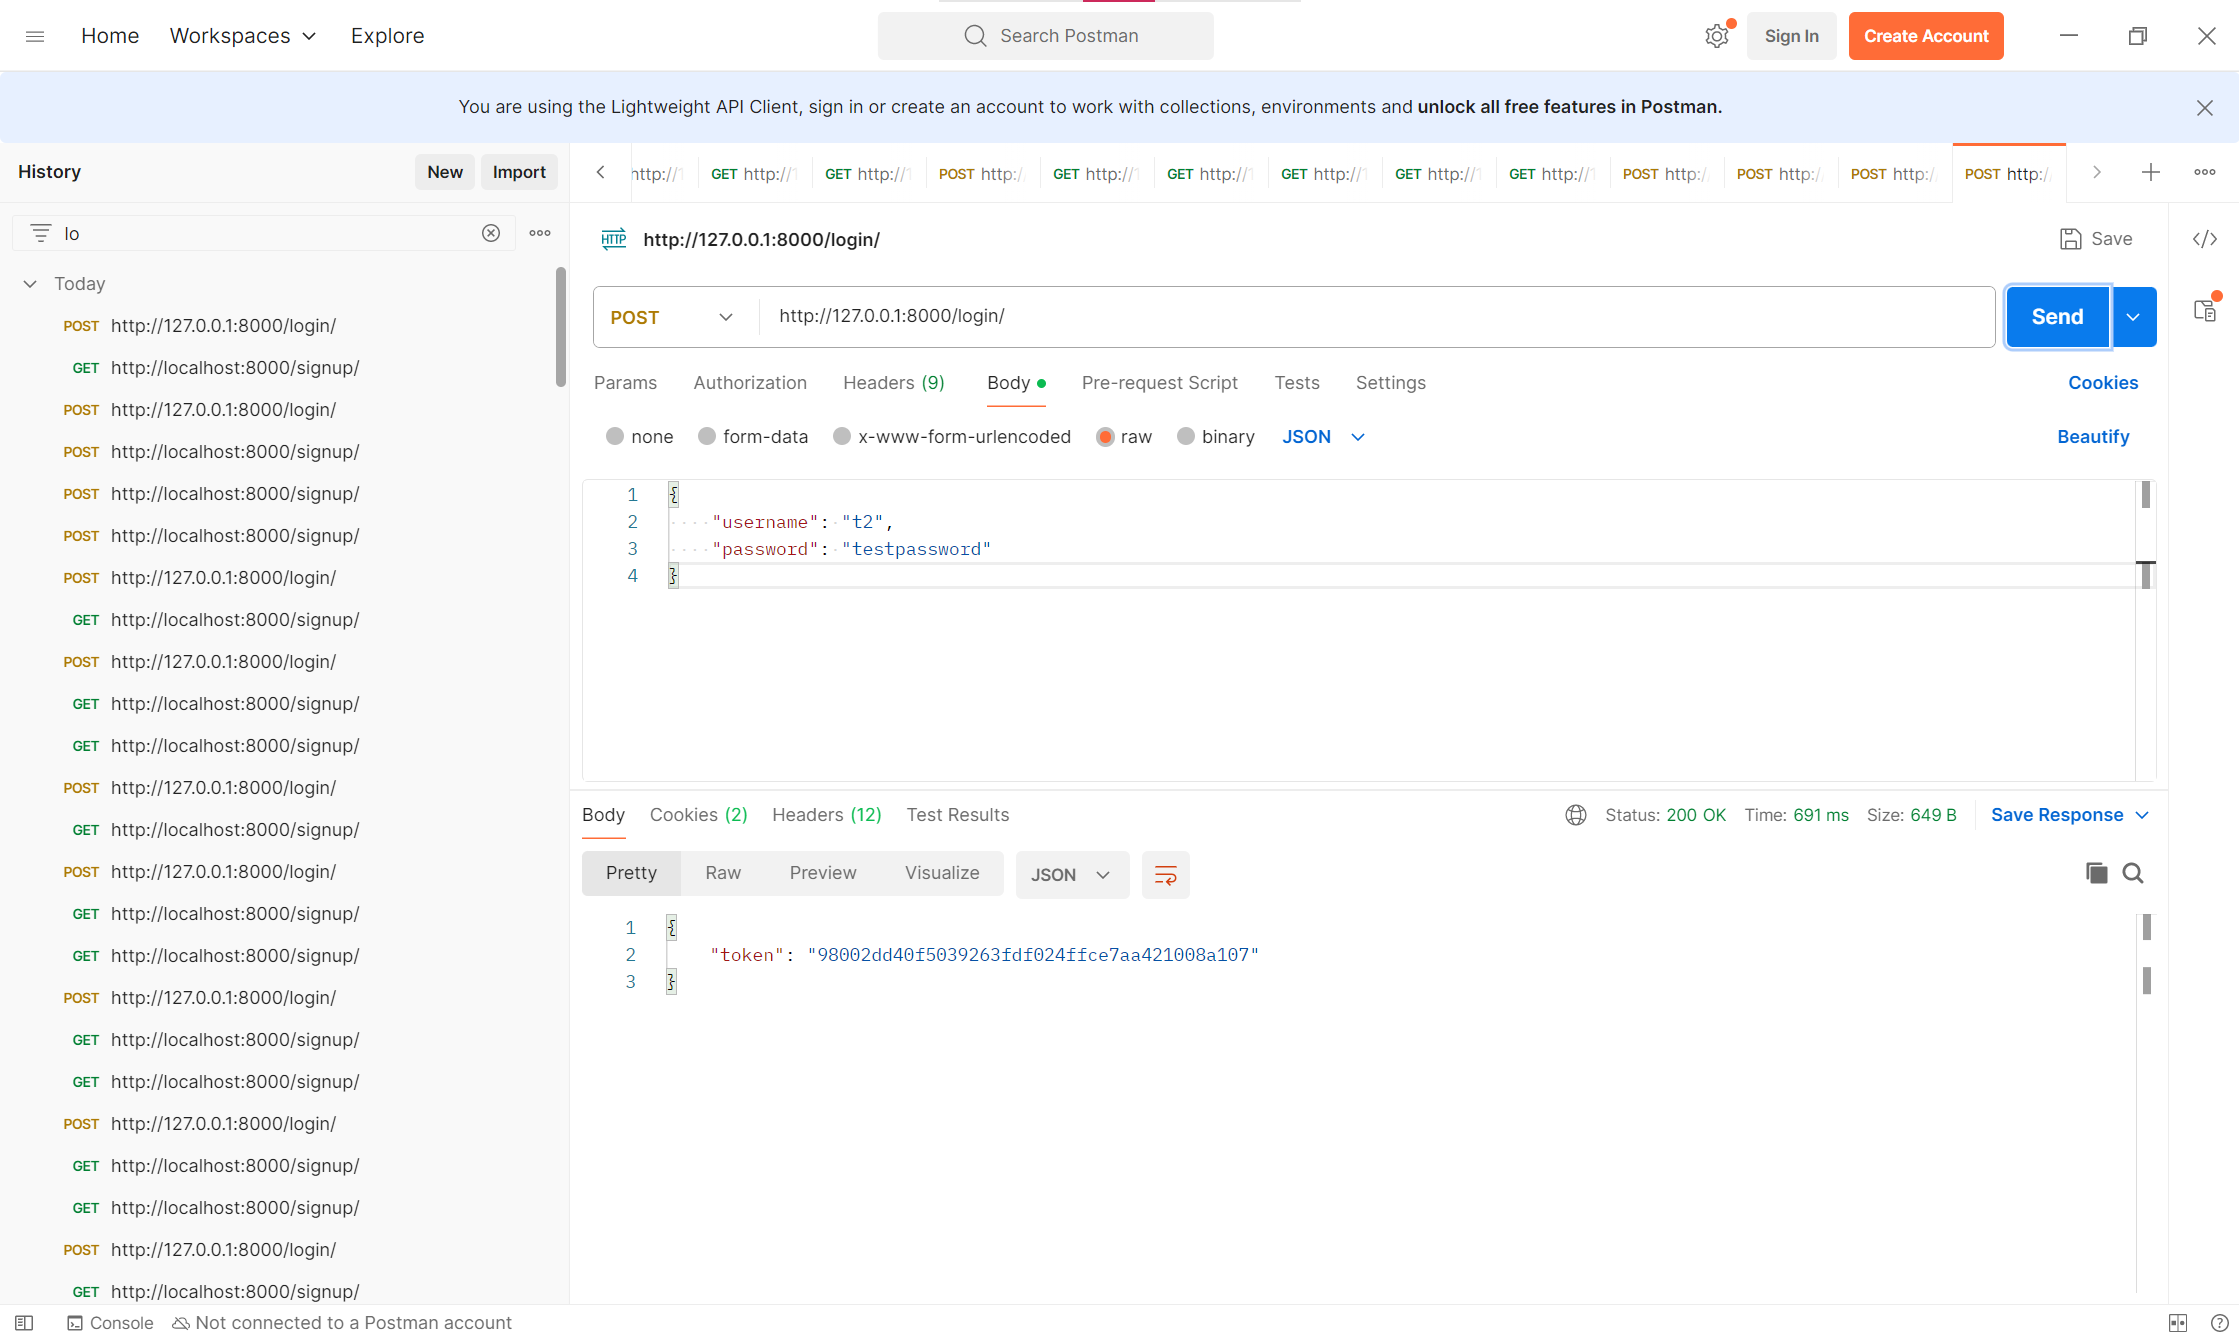 Home Workspaces Explore Search Postman Sign In Create Account
You are using the Lightweight API Client, sign in or create an account to work with collections, environments and unlock all free features in Postman.
History New Import
GET http:// GET http:// POST http:/ GET http:// GET http:// GET http:// GET http:// GET http:// POST http:/ POST http:/ POST http:/ POST http:/
lo
http://127.0.0.1:8000/login/ Save
Today
POST http://127.0.0.1:8000/login/
GET http://localhost:8000/signup/
POST http://127.0.0.1:8000/login/
POST http://localhost:8000/signup/
POST http://localhost:8000/signup/
POST http://localhost:8000/signup/
POST http://127.0.0.1:8000/login/
GET http://localhost:8000/signup/
POST http://127.0.0.1:8000/login/
GET http://localhost:8000/signup/
GET http://localhost:8000/signup/
POST http://127.0.0.1:8000/login/
GET http://localhost:8000/signup/
POST http://127.0.0.1:8000/login/
GET http://localhost:8000/signup/
GET http://localhost:8000/signup/
POST http://127.0.0.1:8000/login/
GET http://localhost:8000/signup/
GET http://localhost:8000/signup/
POST http://127.0.0.1:8000/login/
GET http://localhost:8000/signup/
GET http://localhost:8000/signup/
POST http://127.0.0.1:8000/login/
GET http://localhost:8000/signup/
HTTP
POST http://127.0.0.1:8000/login/ Send
Params Authorization Headers (9) Body Pre-request Script Tests Settings Cookies
none form-data x-www-form-urlencoded raw binary JSON Beautify
1 {
2 "username": "t2",
3 "password": "testpassword"
4 }
Body Cookies (2) Headers (12) Test Results Status: 200 OK Time: 691 ms Size: 649 B Save Response
Pretty Raw Preview Visualize JSON
1 {
2 "token": "98002dd40f5039263fdf024ffce7aa421008a107"
3 }
Console Not connected to a Postman account